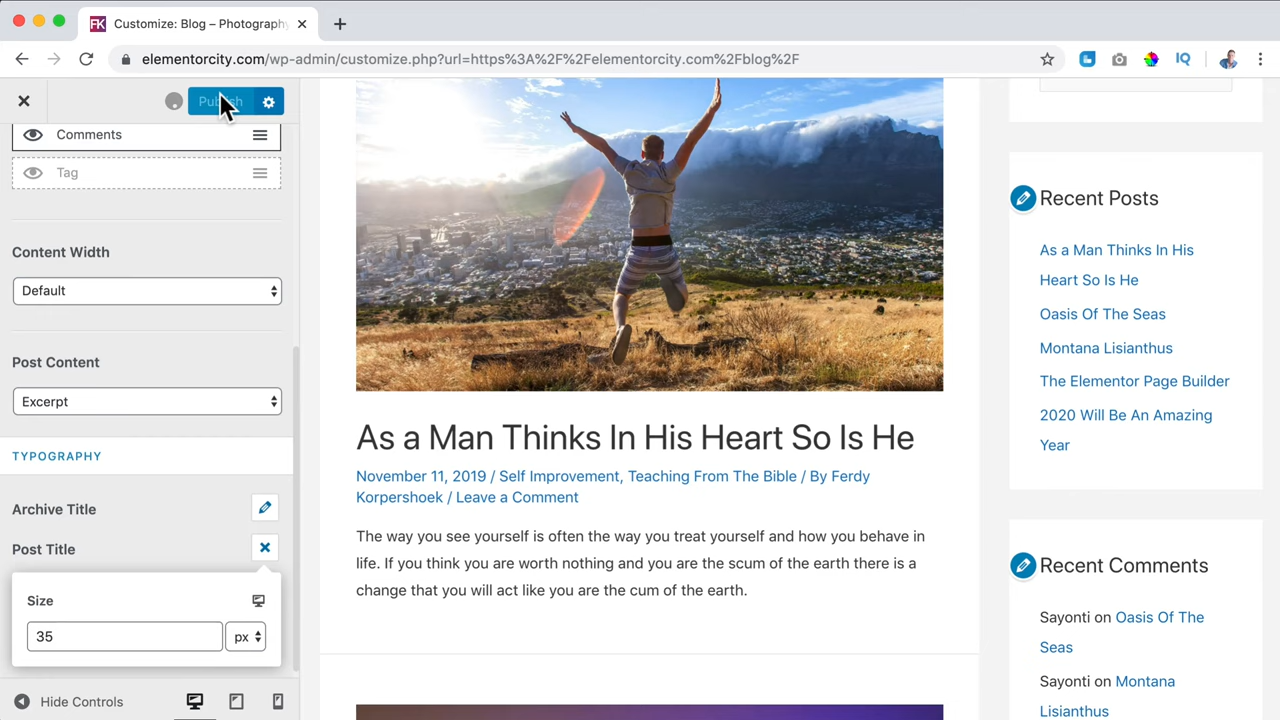 FK Customize: Blog – Photography
elementorcity.com/wp-admin/customize.php?url=https%3A%2F%2Felementorcity.com%2Fblog%2F
IQ
Publish
Comments
Tag
Content Width
Default
Post Content
Excerpt
TYPOGRAPHY
Archive Title
Post Title
Size
35
px
Hide Controls
As a Man Thinks In His Heart So Is He
November 11, 2019 / Self Improvement, Teaching From The Bible / By Ferdy
Korpershoek / Leave a Comment
The way you see yourself is often the way you treat yourself and how you behave in
life. If you think you are worth nothing and you are the scum of the earth there is a
change that you will act like you are the cum of the earth.
Recent Posts
As a Man Thinks In His
Heart So Is He
Oasis Of The Seas
Montana Lisianthus
The Elementor Page Builder
2020 Will Be An Amazing
Year
Recent Comments
Sayonti on Oasis Of The
Seas
Sayonti on Montana
Lisianthus